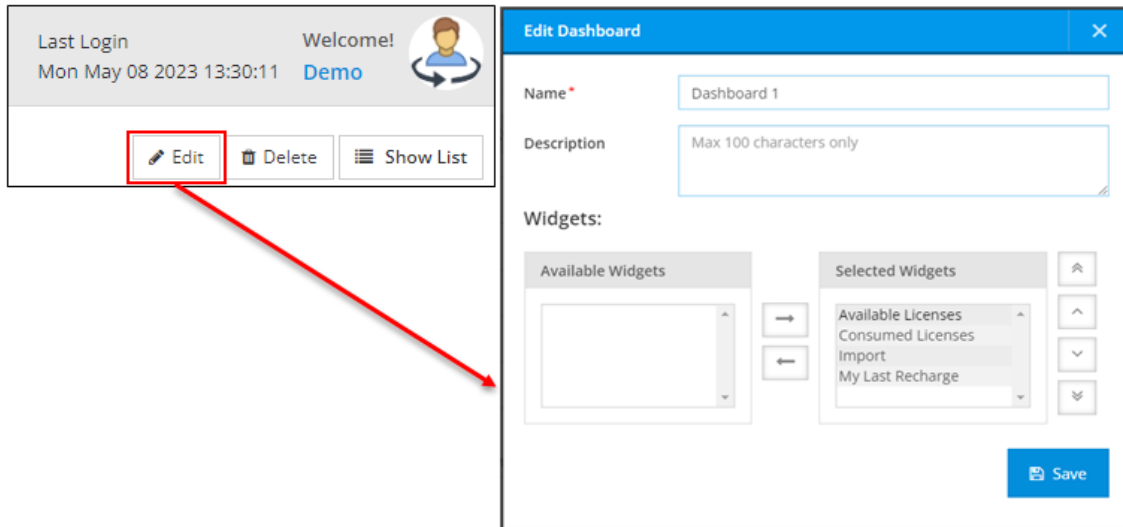 Last Login
Mon May 08 2023 13:30:11
Welcome!
Demo
Edit
Delete
Show List
Edit Dashboard
Name*
Dashboard 1
Description
Max 100 characters only
Widgets:
Available Widgets
Selected Widgets
Available Licenses
Consumed Licenses
Import
My Last Recharge
Save